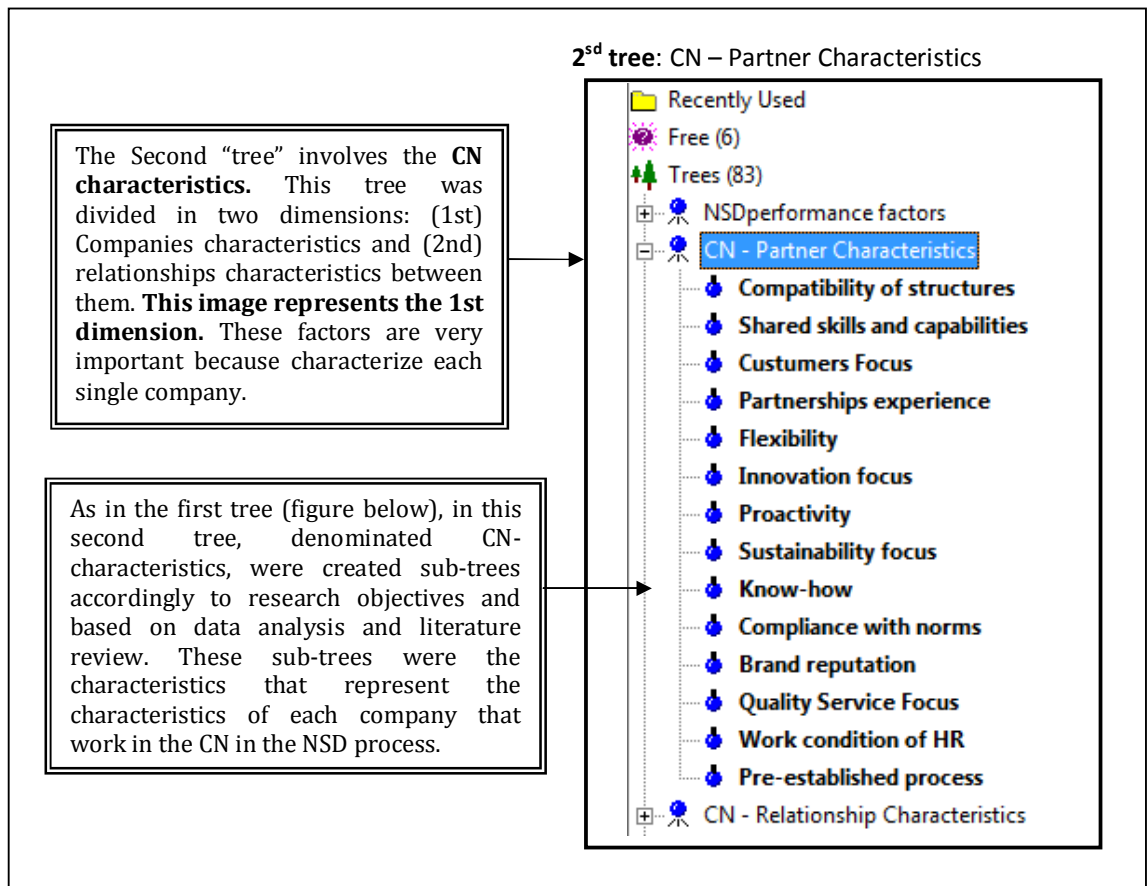 2sd tree: CN – Partner Characteristics
The Second “tree” involves the CN
characteristics. This tree was
divided in two dimensions: (1st)
Companies characteristics and (2nd)
relationships characteristics between
them. This image represents the 1st
dimension. These factors are very
important because characterize each
single company.
As in the first tree (figure below), in this
second tree, denominated CN-
characteristics, were created sub-trees
accordingly to research objectives and
based on data analysis and literature
review. These sub-trees were the
characteristics that represent the
characteristics of each company that
work in the CN in the NSD process.
Recently Used
Free (6)
Trees (83)
NSDperformance factors
CN - Partner Characteristics
Compatibility of structures
Shared skills and capabilities
Custumers Focus
Partnerships experience
Flexibility
Innovation focus
Proactivity
Sustainability focus
Know-how
Compliance with norms
Brand reputation
Quality Service Focus
Work condition of HR
Pre-established process
CN - Relationship Characteristics